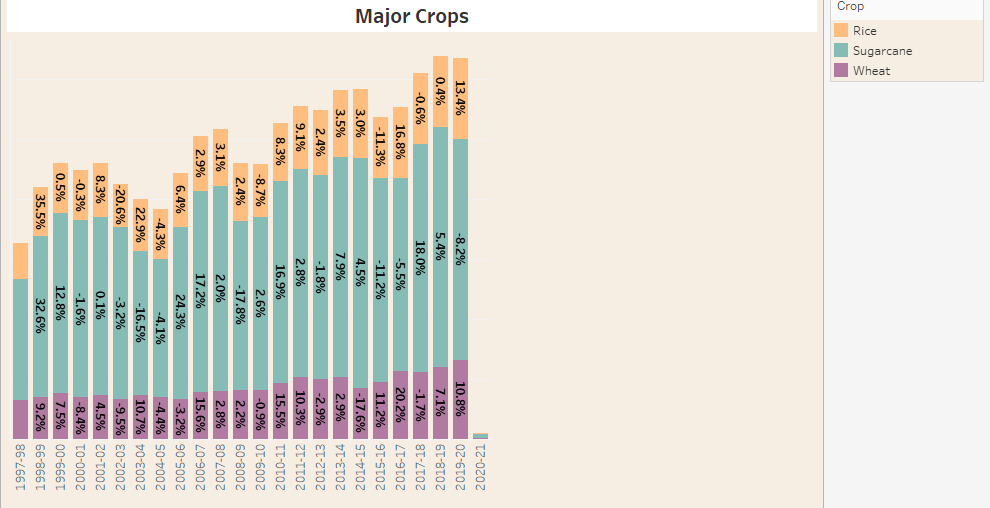 Major Crops
Crop
Rice
Sugarcane
Wheat
35.5% 0.5% -0.3% 8.3% -20.6% 22.9% -4.3% 6.4% 2.9% 3.1% 2.4% -8.7% 8.3% 9.1% 2.4% 3.5% 3.0% -11.3% 16.8% -0.6% 0.4% 13.4%
32.6% 12.8% -1.6% 0.1% -3.2% -16.5% -4.1% 24.3% 17.2% 2.0% -17.8% 2.6% 16.9% 2.8% -1.8% 7.9% 4.5% -11.2% -5.5% 18.0% 5.4% -8.2%
9.2% 7.5% -8.4% 4.5% -9.5% 10.7% -4.4% -3.2% 15.6% 2.8% 2.2% -0.9% 15.5% 10.3% -2.9% 2.9% -17.6% 11.2% 20.2% -1.7% 7.1% 10.8%
1997-98 1998-99 1999-00 2000-01 2001-02 2002-03 2003-04 2004-05 2005-06 2006-07 2007-08 2008-09 2009-10 2010-11 2011-12 2012-13 2013-14 2014-15 2015-16 2016-17 2017-18 2018-19 2019-20 2020-21